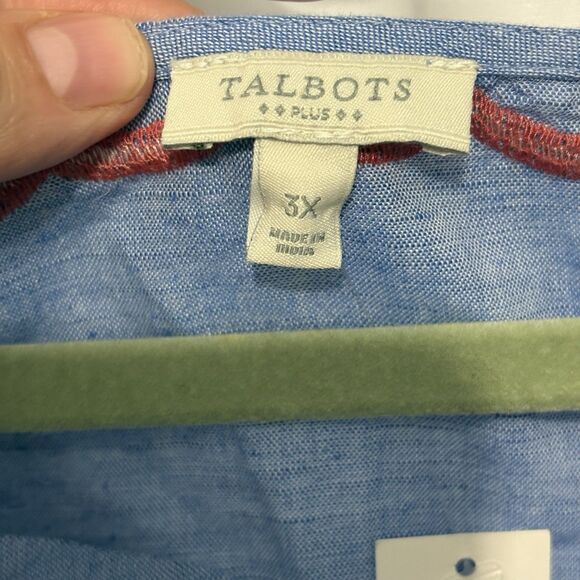 TALBOTS
PLUS
3X
MADE IN
INDIA